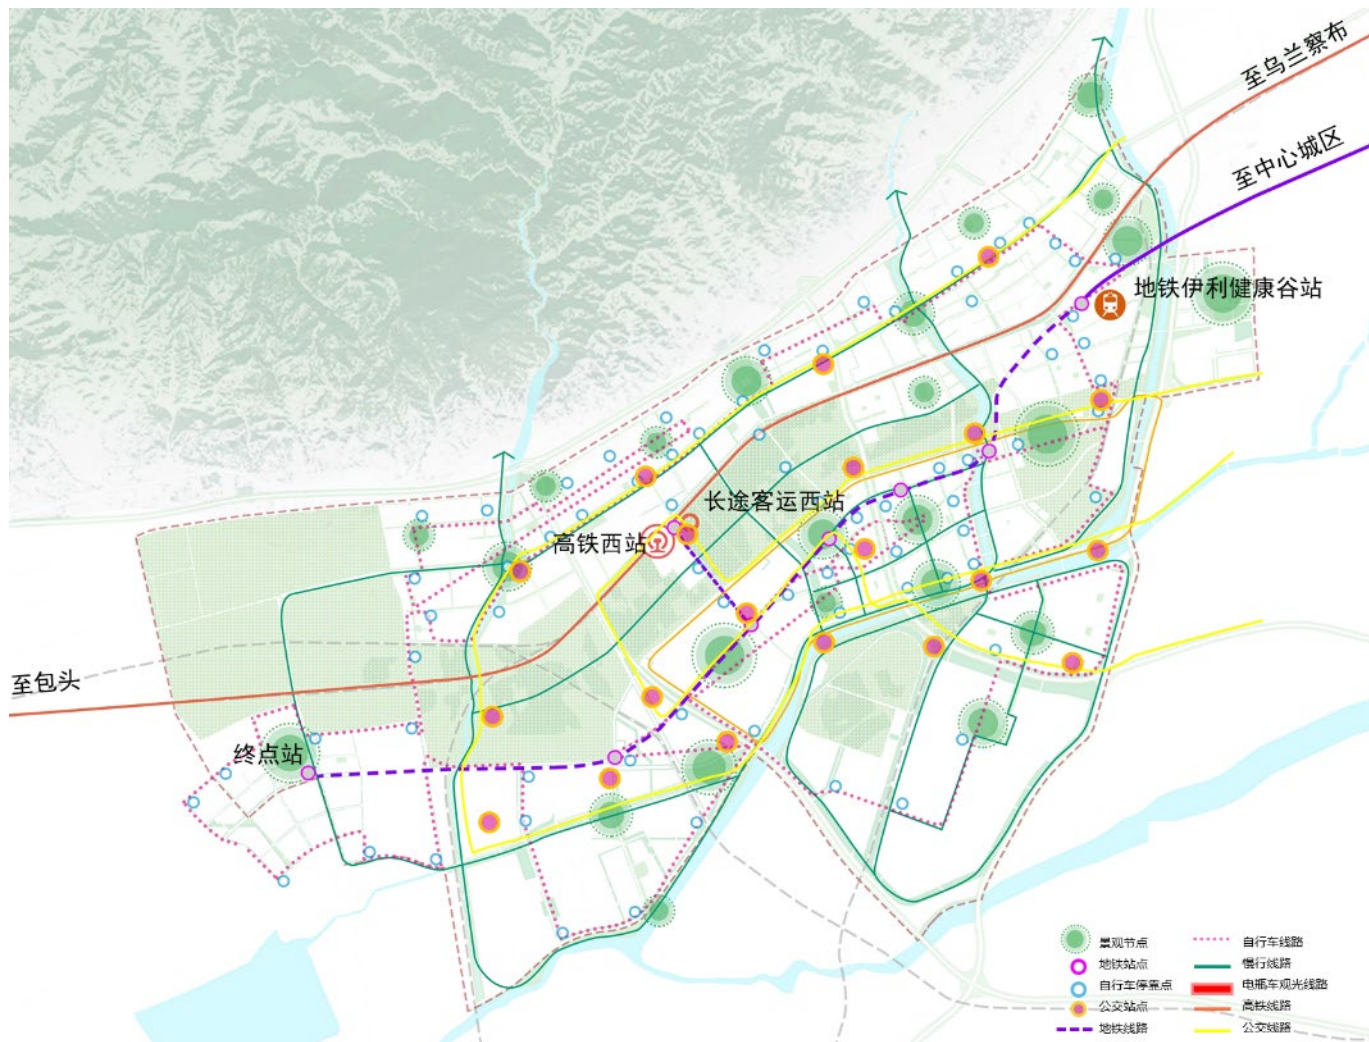 至乌兰察布
至中心城区
地铁伊利健康谷站
长途客运西站
高铁西站
至包头
终点站
景观节点
地铁站点
自行车停靠点
公交站点
地铁线路
自行车线路
慢行线路
电瓶车观光线路
高铁线路
公交线路